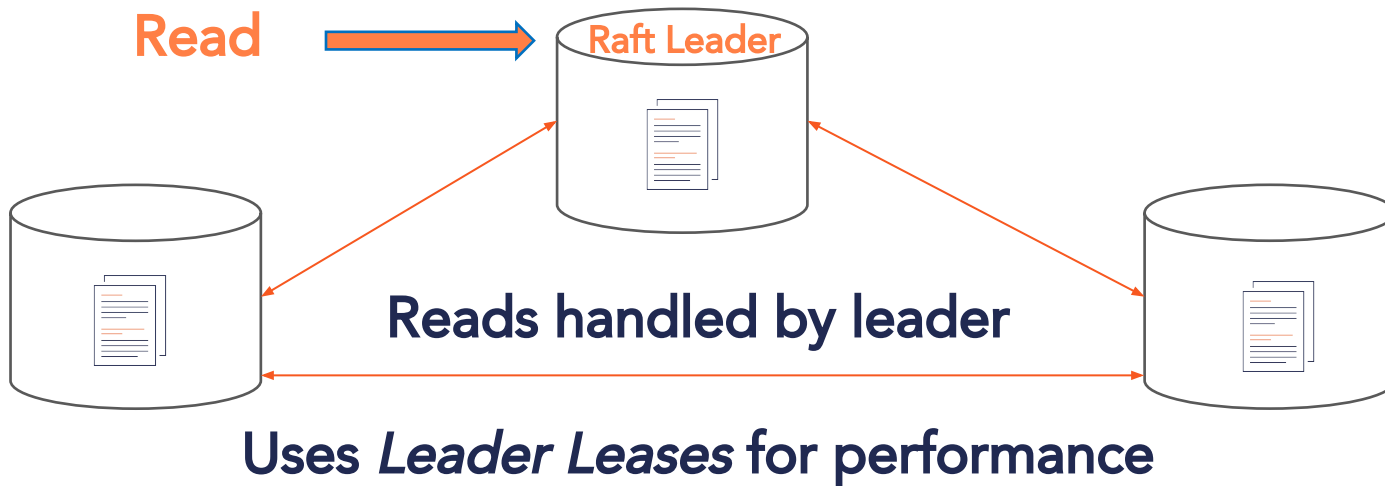 Read
Raft Leader
Reads handled by leader
Uses Leader Leases for performance